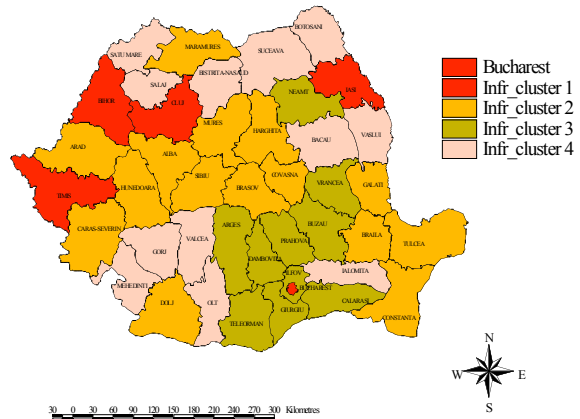 BOTOSANI
SATU MARE
MARAMURES
SUCEAVA
BISTRITA-NASAUD
SALAJ
BIHOR
CLUJ
NEAMT
IASI
MURES
HARGHITA
BACAU
VASLUI
ARAD
ALBA
TIMIS
HUNEDOARA
SIBIU
BRASOV
COVASNA
VRANCEA
GALATI
CARAS-SEVERIN
GORJ
VALCEA
ARGES
DAMBOVITA
PRAHOVA
BUZAU
BRAILA
TULCEA
MEHEDINTI
ILFOV
BUCHAREST
IALOMITA
CALARASI
DOLJ
OLT
TELEORMAN
GIURGIU
CONSTANTA
Bucharest
Infr_cluster 1
Infr_cluster 2
Infr_cluster 3
Infr_cluster 4
N
W E
S
30 0 30 60 90 120 150 180 210 240 270 300 Kilometres